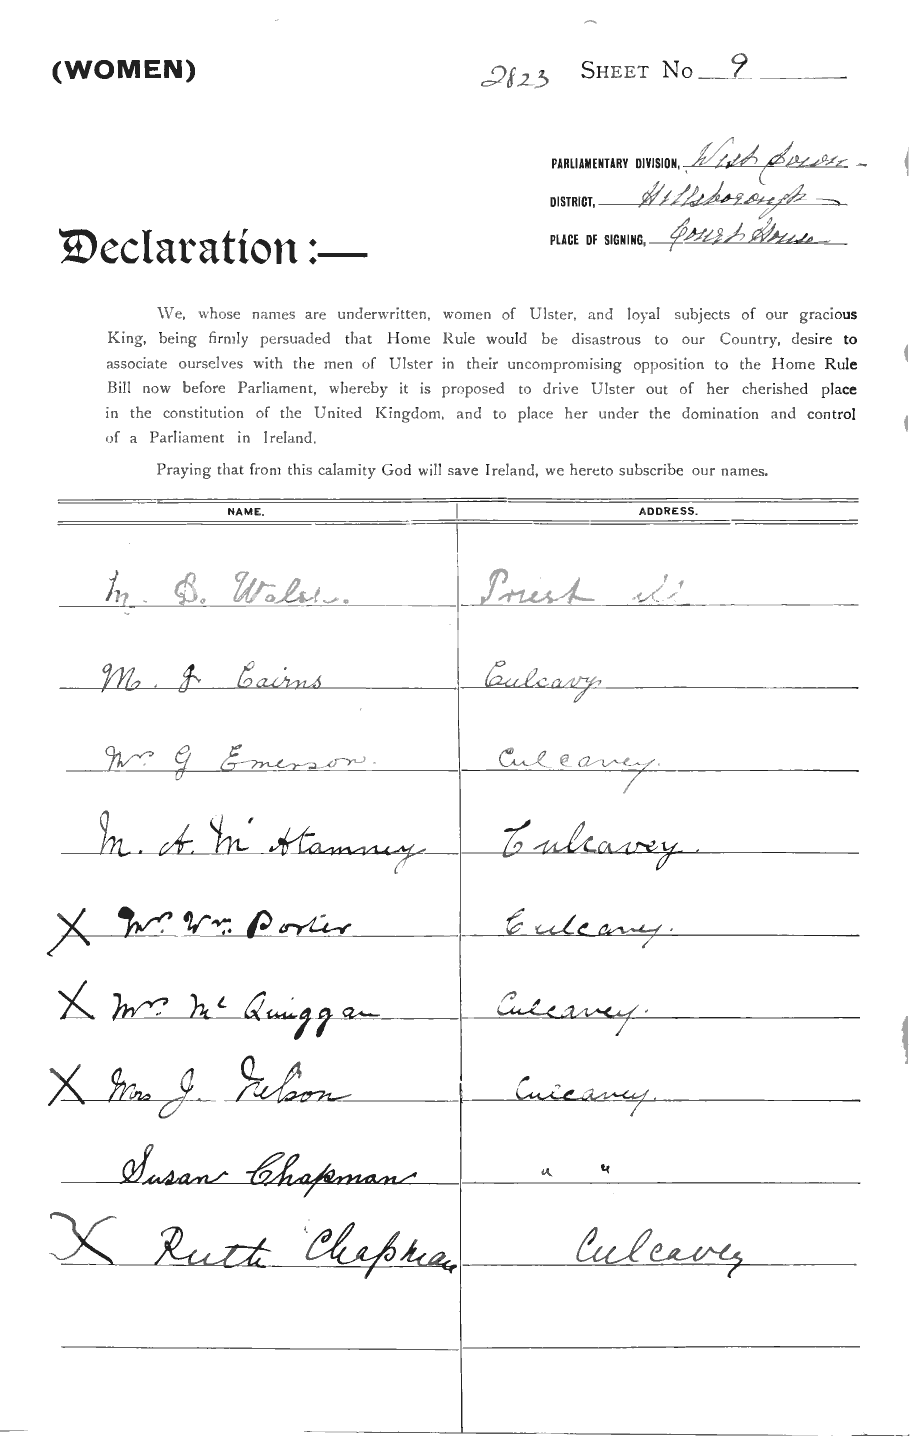 (WOMEN)
2823 SHEET No 9
PARLIAMENTARY DIVISION, West Down
DISTRICT, Hillsborough
PLACE OF SIGNING, Court House
Declaration :—
We, whose names are underwritten, women of Ulster, and loyal subjects of our gracious
King, being firmly persuaded that Home Rule would be disastrous to our Country, desire to
associate ourselves with the men of Ulster in their uncompromising opposition to the Home Rule
Bill now before Parliament, whereby it is proposed to drive Ulster out of her cherished place
in the constitution of the United Kingdom, and to place her under the domination and control
of a Parliament in Ireland.
Praying that from this calamity God will save Ireland, we hereto subscribe our names.
NAME. ADDRESS.
M. B. Priest
M. J Cairns Culcavy
Mrs G Emerson. Culcavey.
M. A. Mc Atamney Culcavey.
X Mrs. Wm. Porter Culcavey.
X Mrs. Mc Quiggan Culcavey.
X Mrs J. Nelson Culcavey.
Susan Chapman " "
X Ruth Chapman Culcavey